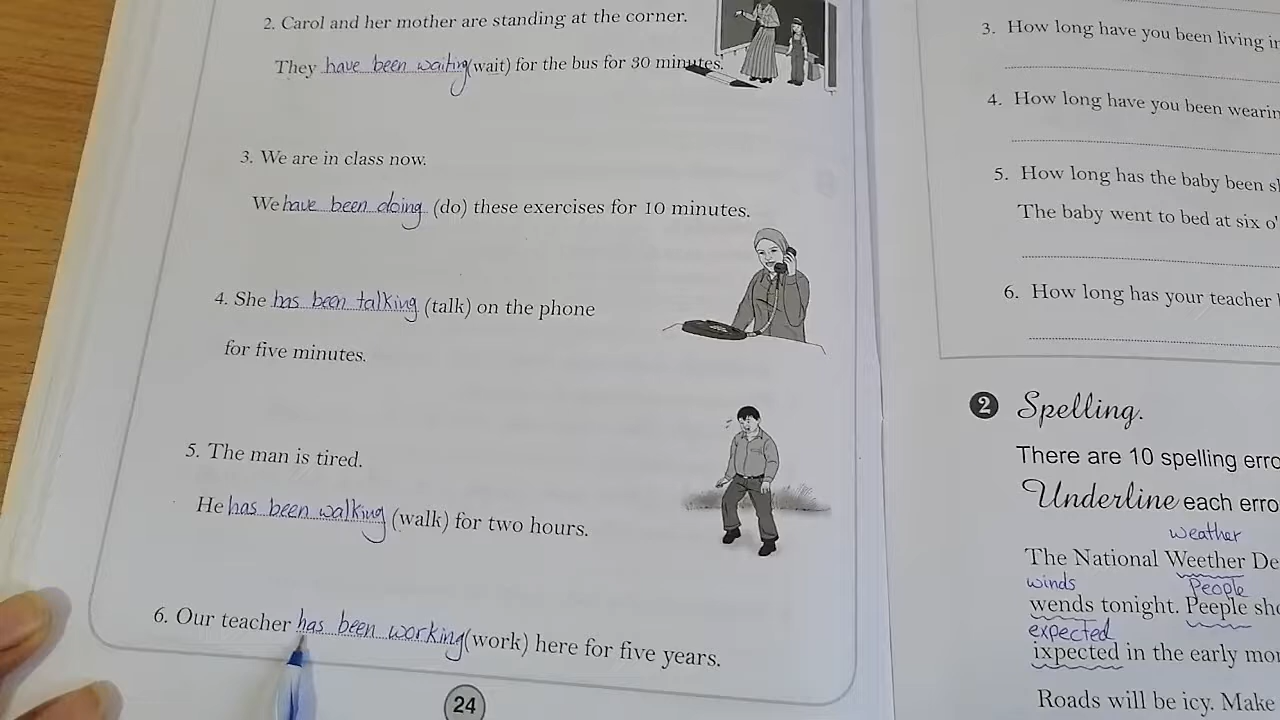 2. Carol and her mother are standing at the corner.
They have been waiting (wait) for the bus for 30 minutes.
3. We are in class now.
We have been doing (do) these exercises for 10 minutes.
4. She has been talking (talk) on the phone
for five minutes.
5. The man is tired.
He has been walking (walk) for two hours.
6. Our teacher has been working (work) here for five years.
24
3. How long have you been living in
4. How long have you been wearin
5. How long has the baby been sl
The baby went to bed at six o'
6. How long has your teacher
2 Spelling.
There are 10 spelling erro
Underline each erro
weather
The National Weether De
winds People
wends tonight. Peeple sho
expected
ixpected in the early mor
Roads will be icy. Make